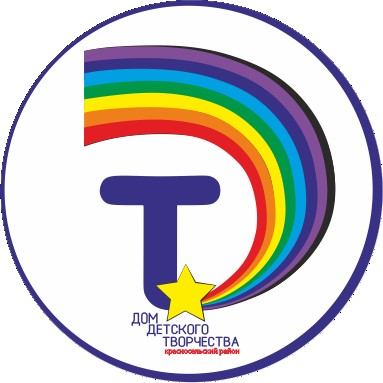 Т
ДОМ
ДЕТСКОГО
ТВОРЧЕСТВА
красносельский район